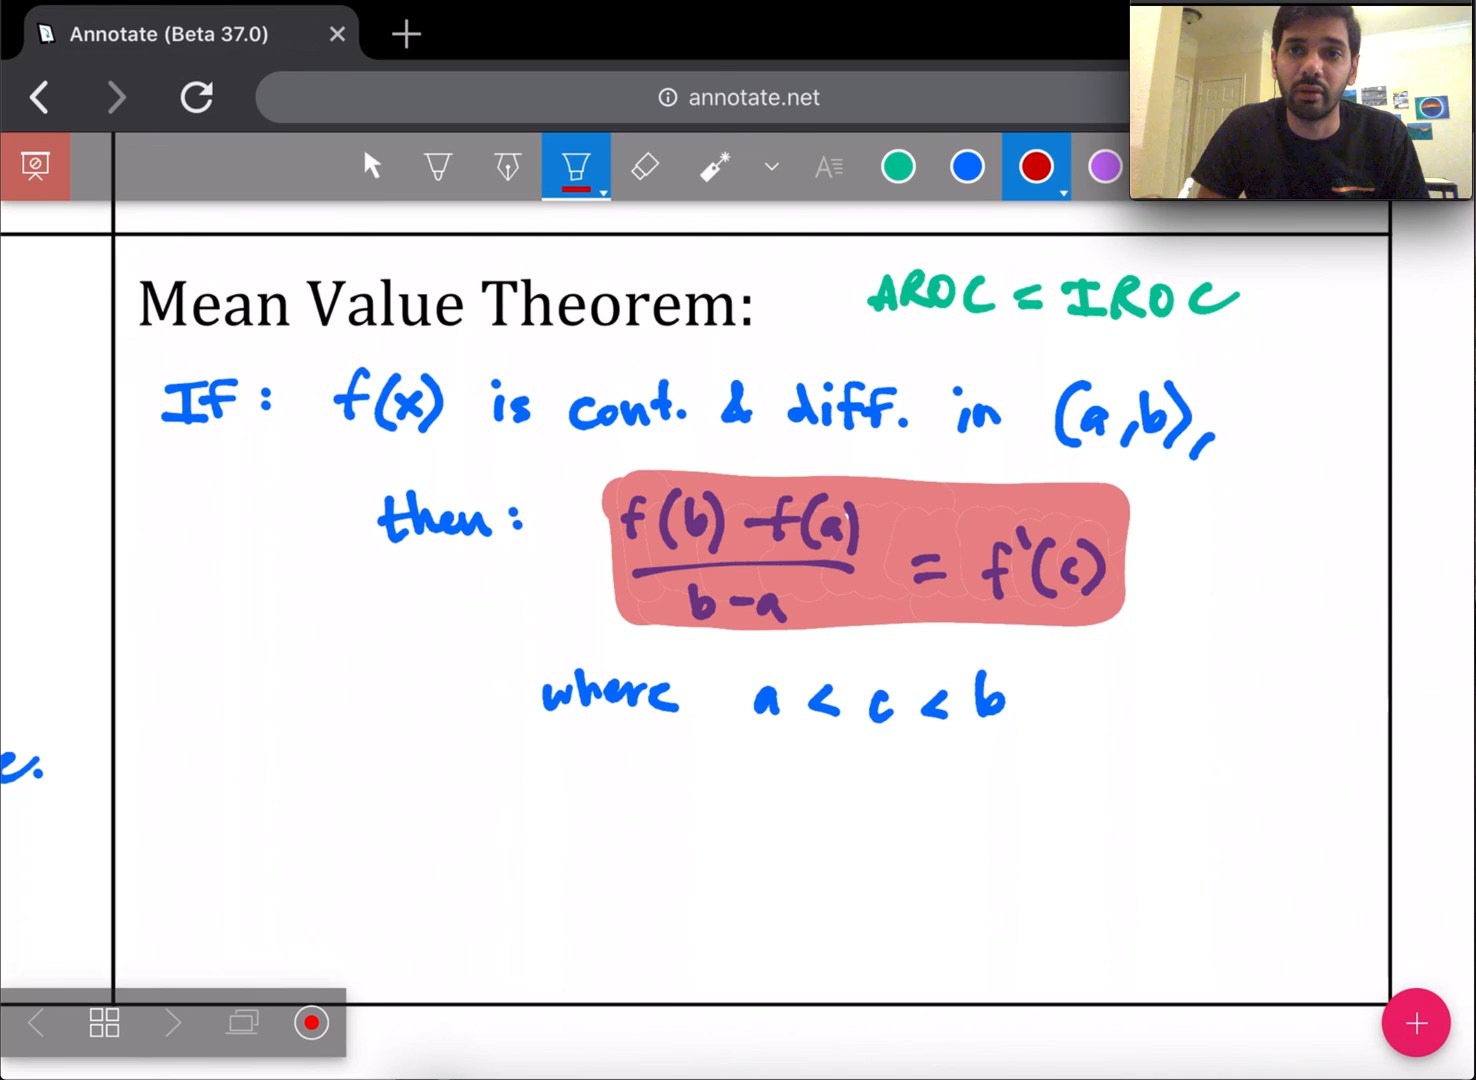 Annotate (Beta 37.0)
annotate.net
A
Mean Value Theorem:
AROC = IROC
If: f(x) is cont. & diff. in (a,b),
then: f(b) - f(a)
b - a
= f'(c)
where a < c < b
e.